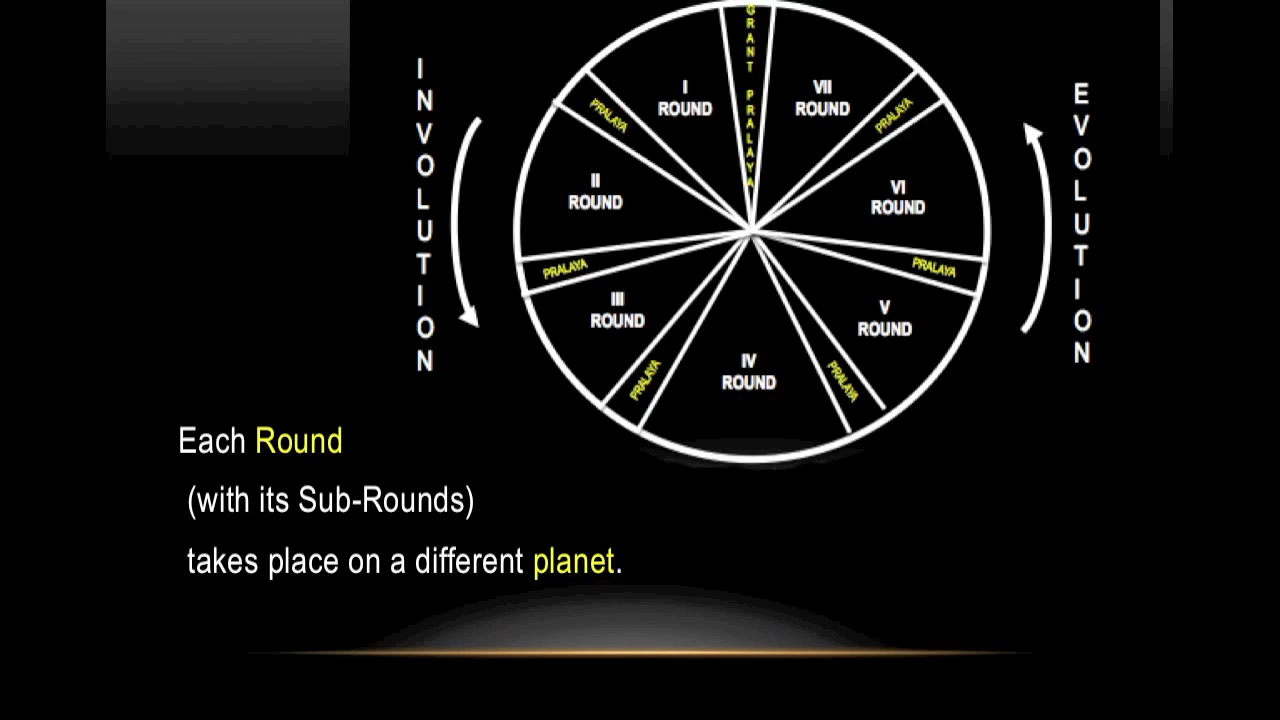 INVOLUTION
EVOLUTION
GRANT PRALAYA
I
ROUND
VII
ROUND
PRALAYA
PRALAYA
II
ROUND
VI
ROUND
PRALAYA
PRALAYA
III
ROUND
V
ROUND
IV
ROUND
PRALAYA
PRALAYA
Each Round
(with its Sub-Rounds)
takes place on a different planet.